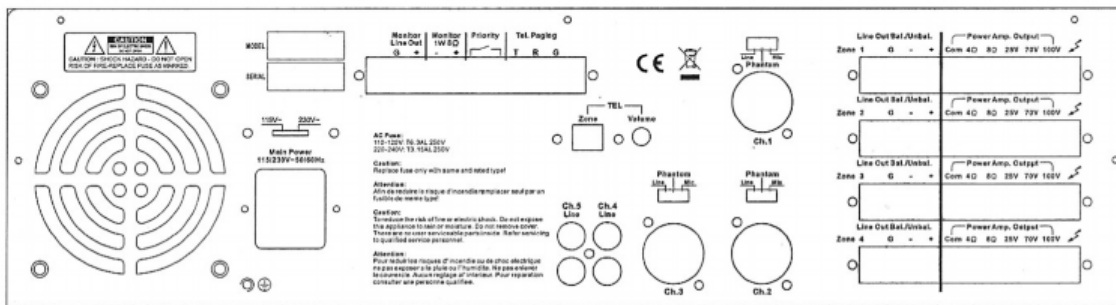 CAUTION
RISK OF ELECTRIC SHOCK
DO NOT OPEN
CAUTION : SHOCK HAZARD - DO NOT OPEN
RISK OF FIRE-REPLACE FUSE AS MARKED
MODEL
SERIAL
115V~ 230V~
Main Power
115/230V~50/60Hz
Monitor Line Out
G +
Monitor 1W 8Ω
- +
Priority
Tel. Paging
T R G
AC Fuse:
110-120V: T6.3AL 250V
220-240V: T3.15AL 250V
Caution:
Replace fuse only with same and rated type!
Attention:
Afin de reduire le risque d'incendie remplacer seul par un
fusible de meme type!
Caution:
To reduce the risk of fire or electric shock. Do not expose
this appliance to rain or moisture. Do not remove cover.
There are no user serviceable parts inside. Refer servicing
to qualified service personnel.
Attention:
Pour reduit les risques d'incendie ou de choc electrique
ne pas exposer a la pluie ou l'humidite. Ne pas enlever
le couvercle. Aucun reglage a l'interieur. Pour reparation
consulter une personne qualifiee.
CE
TEL
Zone Volume
Phantom
Line Mic
Ch.1
Ch.5 Line
Ch.4 Line
Phantom
Line Mic
Ch.3
Phantom
Line Mic
Ch.2
Line Out Bal./Unbal. Power Amp. Output
Zone 1 G - + Com 4Ω 8Ω 25V 70V 100V
Line Out Bal./Unbal. Power Amp. Output
Zone 2 G - + Com 4Ω 8Ω 25V 70V 100V
Line Out Bal./Unbal. Power Amp. Output
Zone 3 G - + Com 4Ω 8Ω 25V 70V 100V
Line Out Bal./Unbal. Power Amp. Output
Zone 4 G - + Com 4Ω 8Ω 25V 70V 100V